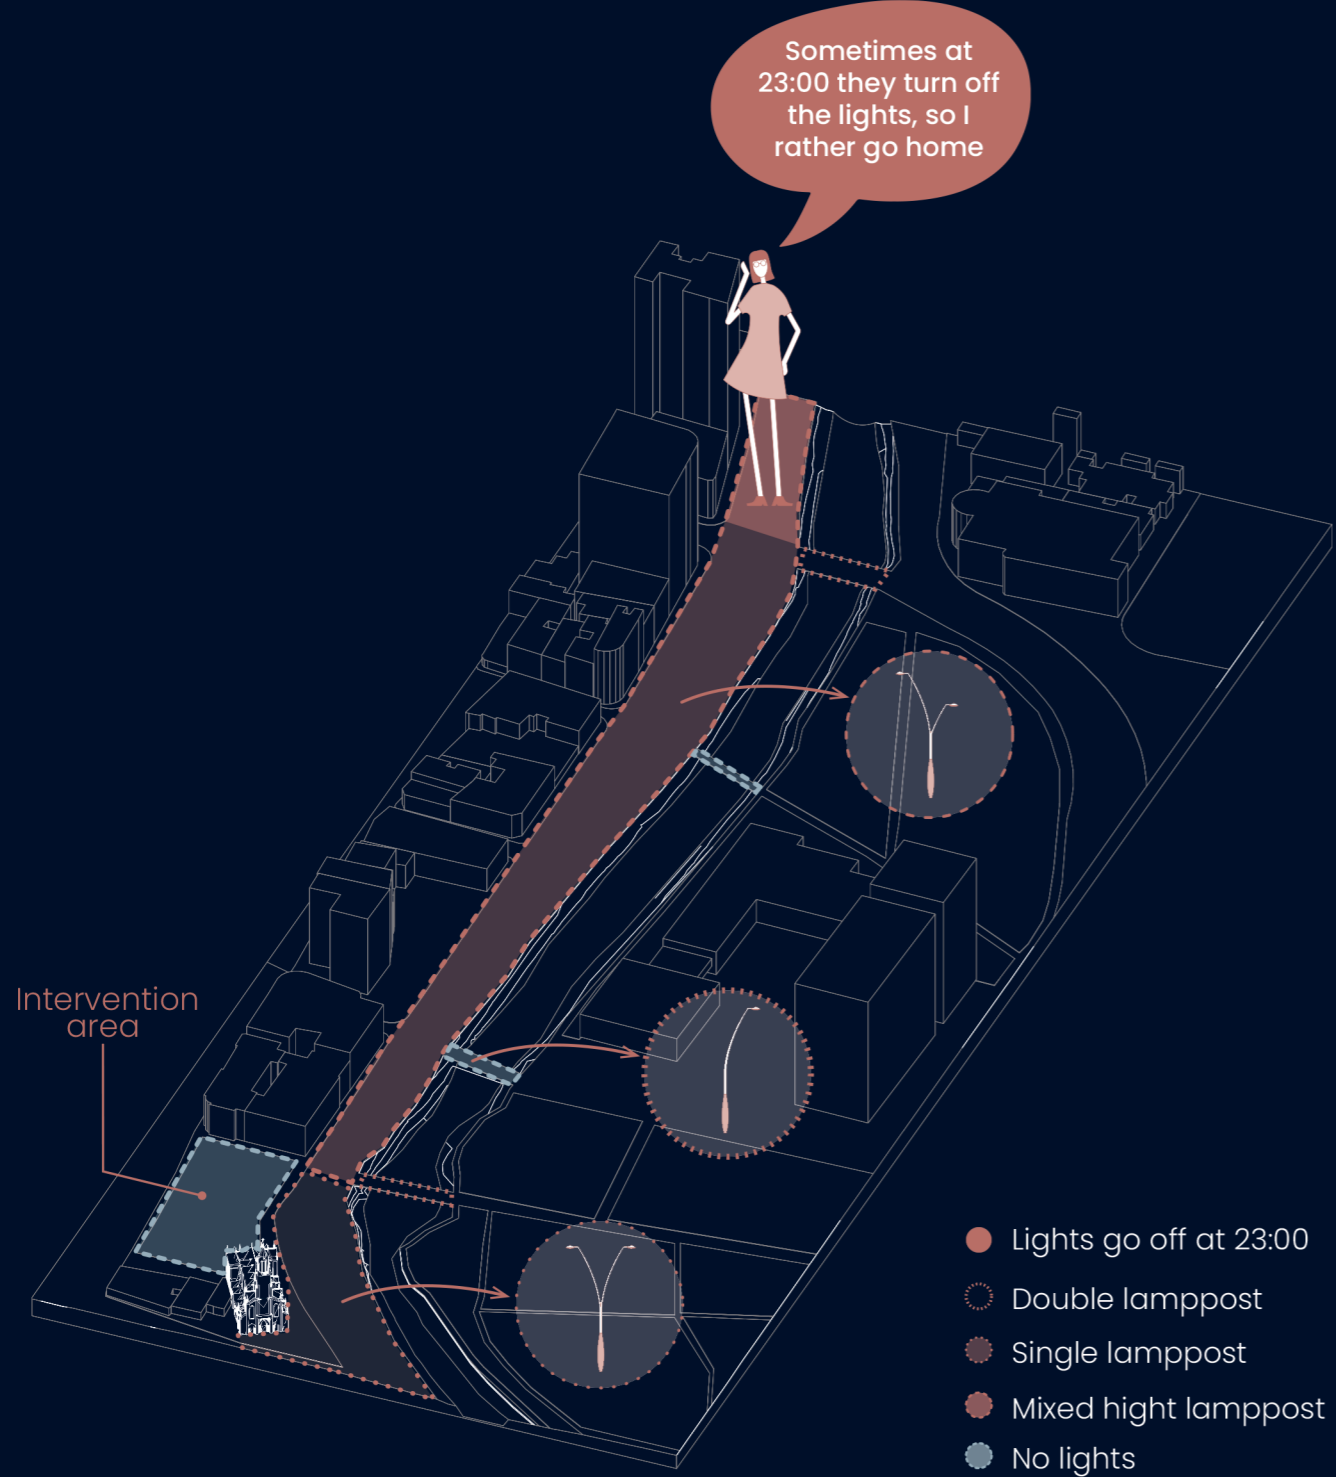 Sometimes at
23:00 they turn off
the lights, so I
rather go home
Intervention
area
Lights go off at 23:00
Double lamppost
Single lamppost
Mixed hight lamppost
No lights